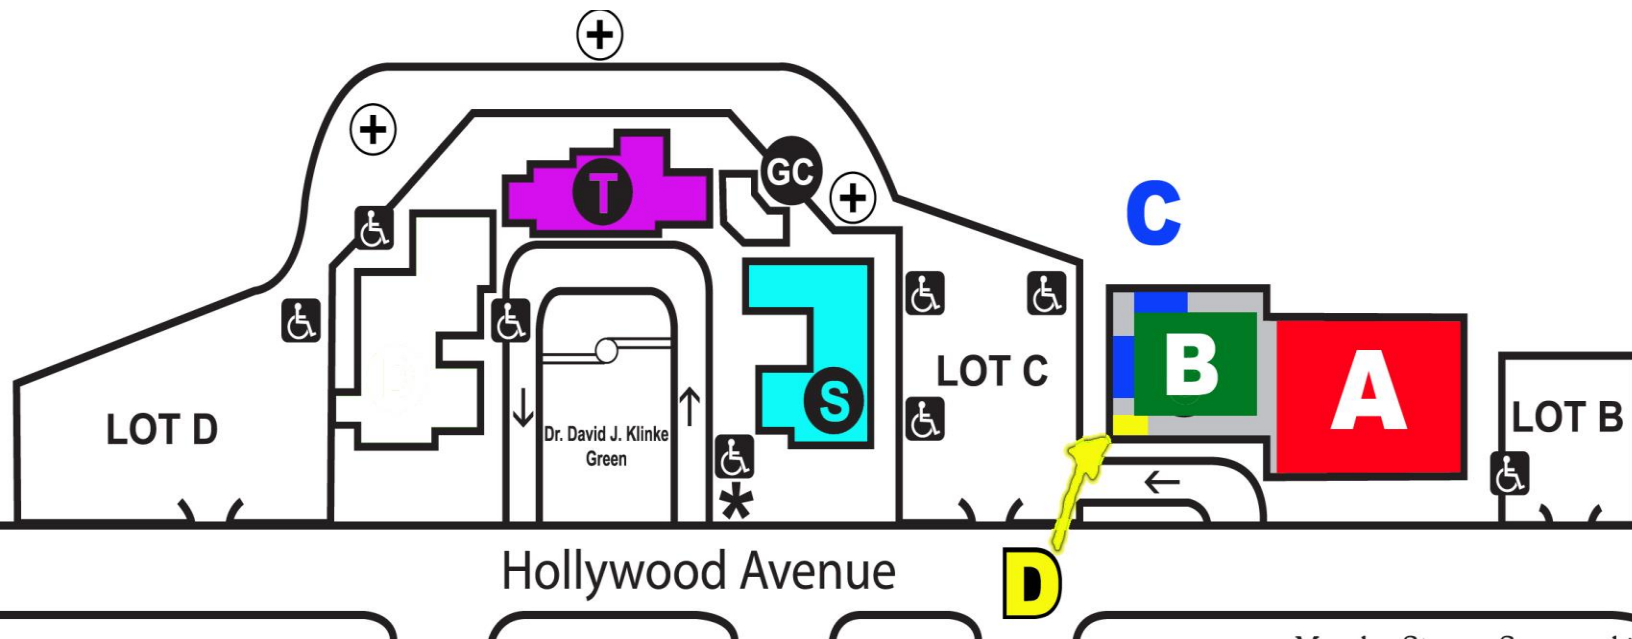 +
+
GC
+
T
C
B
A
LOT C
LOT D
LOT B
S
Dr. David J. Klinke
Green
*
Hollywood Avenue
D